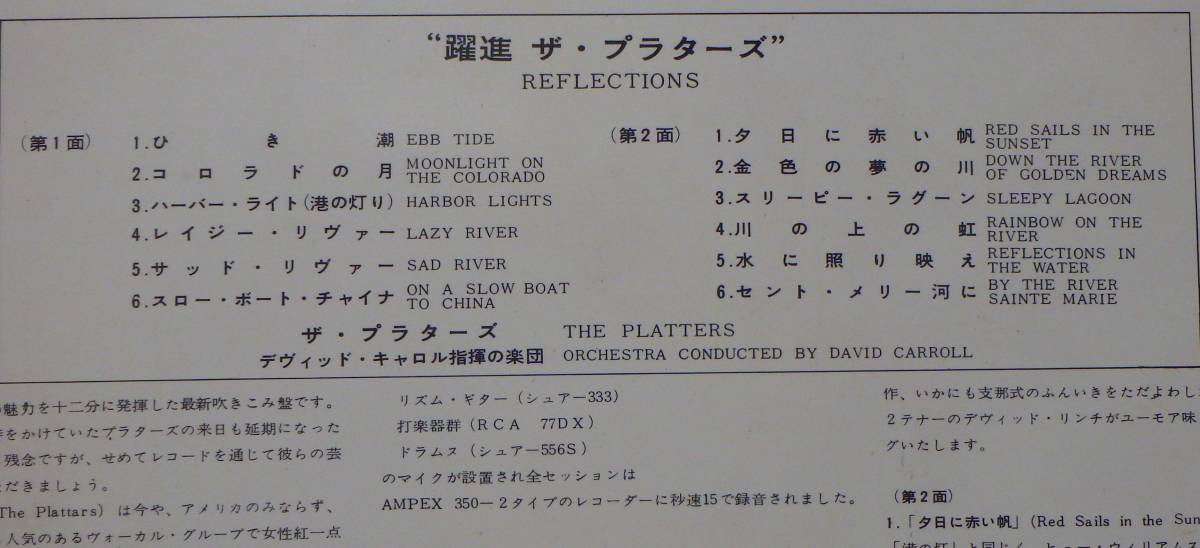 “躍進 ザ・プラターズ”
REFLECTIONS
(第1面)
1.ひき潮 EBB TIDE
2.コロラドの月 MOONLIGHT ON
THE COLORADO
3.ハーバー・ライト(港の灯り) HARBOR LIGHTS
4.レイジー・リヴァー LAZY RIVER
5.サッド・リヴァー SAD RIVER
6.スロー・ボート・チャイナ ON A SLOW BOAT
TO CHINA
(第2面)
1.夕日に赤い帆 RED SAILS IN THE
SUNSET
2.金色の夢の川 DOWN THE RIVER
OF GOLDEN DREAMS
3.スリーピー・ラグーン SLEEPY LAGOON
4.川の上の虹 RAINBOW ON THE
RIVER
5.水に照り映え REFLECTIONS IN
THE WATER
6.セント・メリー河に BY THE RIVER
SAINTE MARIE
ザ・プラターズ THE PLATTERS
デヴィッド・キャロル指揮の楽団 ORCHESTRA CONDUCTED BY DAVID CARROLL
魅力を十二分に発揮した最新吹きこみ盤です。
をかけていたプラターズの来日も延期になった
残念ですが、せめてレコードを通じて彼らの芸
ただきましょう。
The Plattars) は今や、アメリカのみならず、
人気のあるヴォーカル・グループで女性紅一点
リズム・ギター(シュアー333)
打楽器群(RCA 77DX)
ドラムス(シュアー556S)
のマイクが設置され全セッションは
AMPEX 350-2タイプのレコーダーに秒速15で録音されました。
作、いかにも支那式のふんいきをただよわし
2テナーのデヴィッド・リンチがユーモア味
グいたします。
(第2面)
1.「夕日に赤い帆」(Red Sails in the Sun
「港の灯」と同じく、ヒュー・ウィリアムス